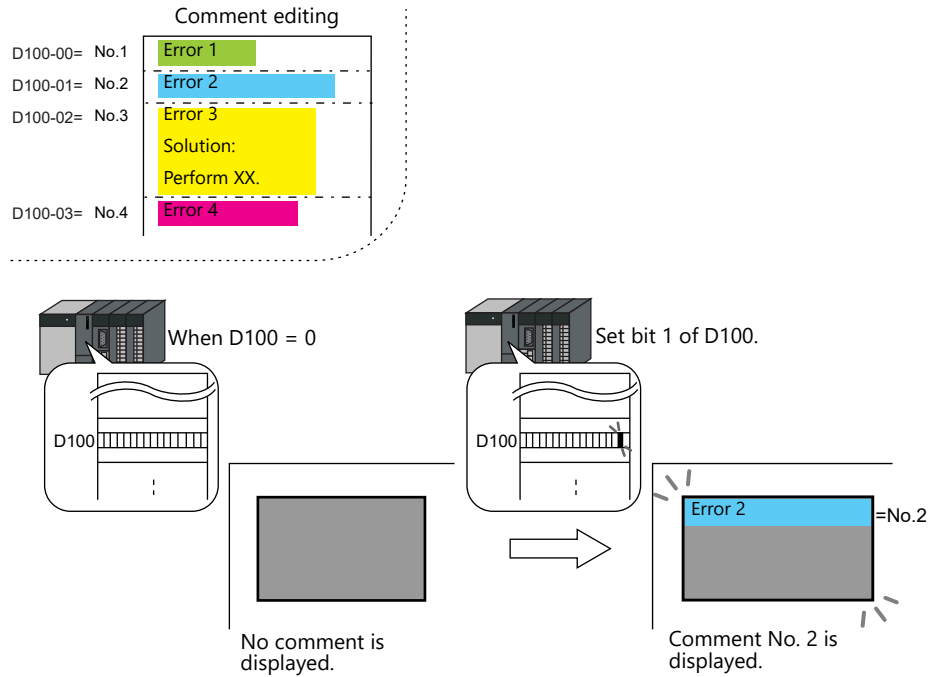 Comment editing
D100-00= No.1 Error 1
D100-01= No.2 Error 2
D100-02= No.3 Error 3
Solution:
Perform XX.
D100-03= No.4 Error 4
When D100 = 0
D100
No comment is
displayed.
Set bit 1 of D100.
D100
Error 2
=No.2
Comment No. 2 is
displayed.